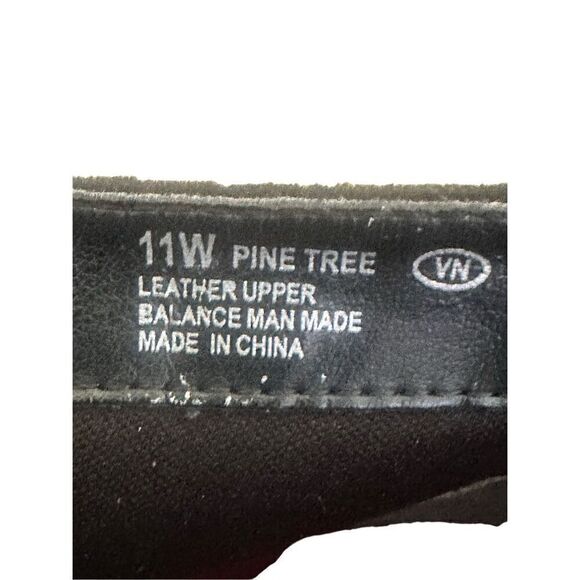 11W PINE TREE VN
LEATHER UPPER
BALANCE MAN MADE
MADE IN CHINA